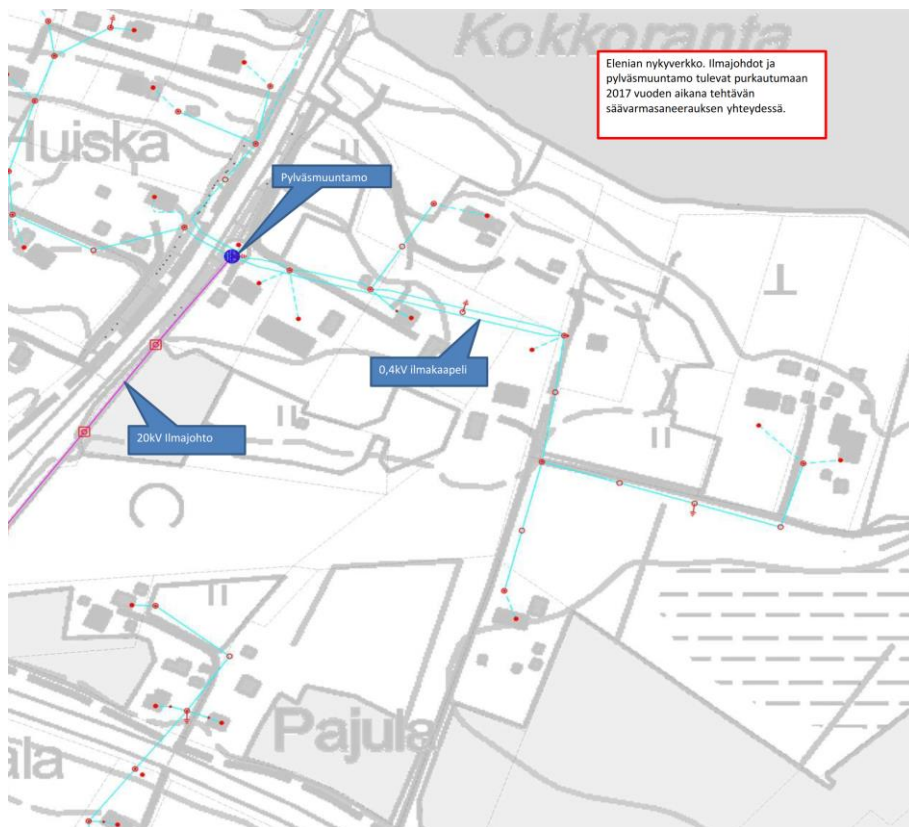 Kokkoranta
Elenian nykyverkko. Ilmajohdot ja
pylväsmuuntamo tulevat purkautumaan
2017 vuoden aikana tehtävän
säävarmasaneerauksen yhteydessä.
Huiska
Pylväsmuuntamo
0,4kV ilmakaapeli
20kV Ilmajohto
Pajula
ala